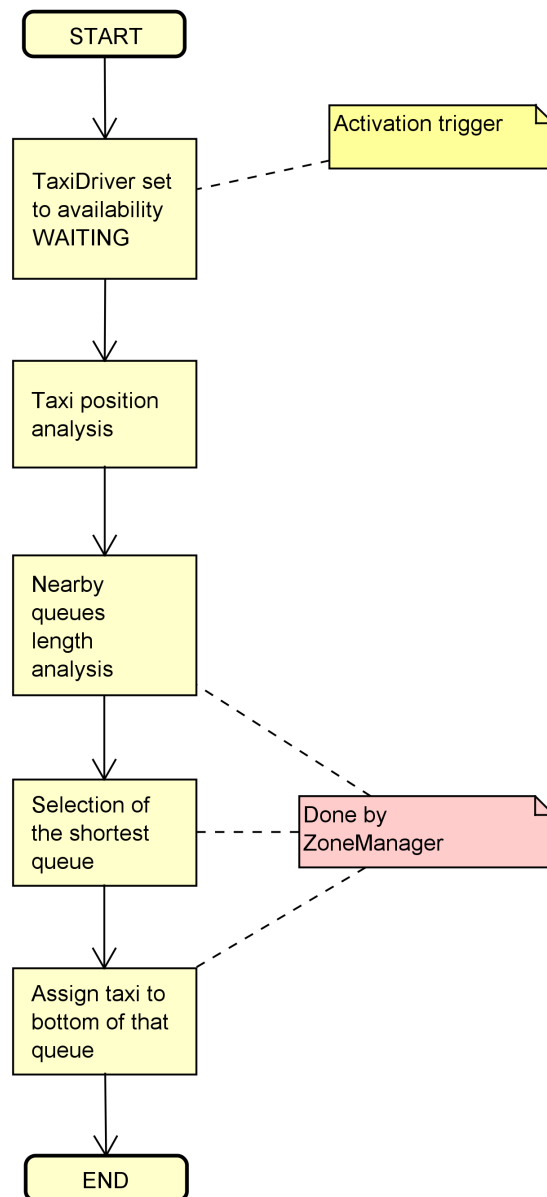 START
Activation trigger
TaxiDriver set
to availability
WAITING
Taxi position
analysis
Nearby
queues
length
analysis
Selection of
the shortest
queue
Done by
ZoneManager
Assign taxi to
bottom of that
queue
END